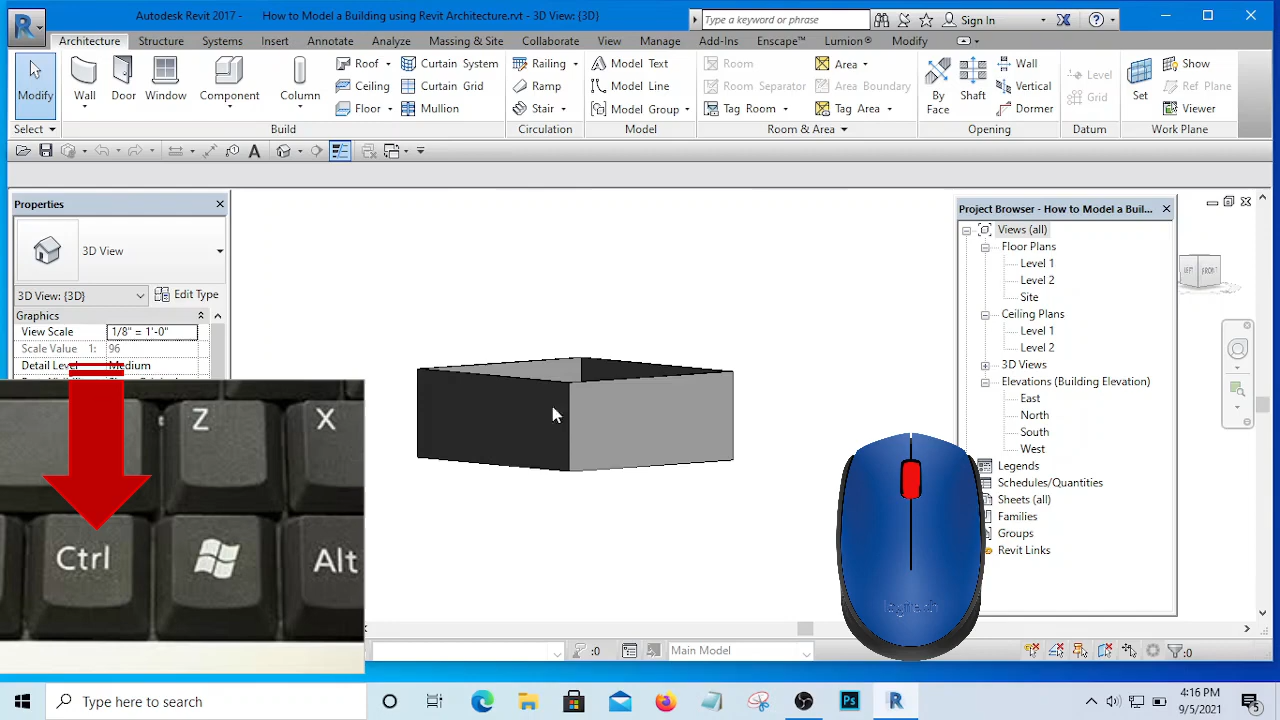 Autodesk Revit 2017 - How to Model a Building using Revit Architecture.rvt - 3D View: {3D}
Type a keyword or phrase
Sign In
Architecture Structure Systems Insert Annotate Analyze Massing & Site Collaborate View Manage Add-Ins Enscape™ Lumion® Modify
Modify
Wall
Door
Window
Component
Column
Roof
Ceiling
Floor
Curtain System
Curtain Grid
Mullion
Railing
Ramp
Stair
Model Text
Model Line
Model Group
Room
Room Separator
Tag Room
Area
Area Boundary
Tag Area
By Face
Shaft
Wall
Vertical
Dormer
Level
Grid
Set
Show
Ref Plane
Viewer
Select Build Circulation Model Room & Area Opening Datum Work Plane
Properties
3D View
3D View: {3D}
Edit Type
Graphics
View Scale 1/8" = 1'-0"
Scale Value 1: 96
Detail Level Medium
Z
X
Ctrl
Alt
Project Browser - How to Model a Buil...
Views (all)
Floor Plans
Level 1
Level 2
Site
Ceiling Plans
Level 1
Level 2
3D Views
Elevations (Building Elevation)
East
North
South
West
Legends
Schedules/Quantities
Sheets (all)
Families
Groups
Revit Links
FRONT
:0
Main Model
:0
Type here to search
Ps
R
4:16 PM
9/5/2021
5